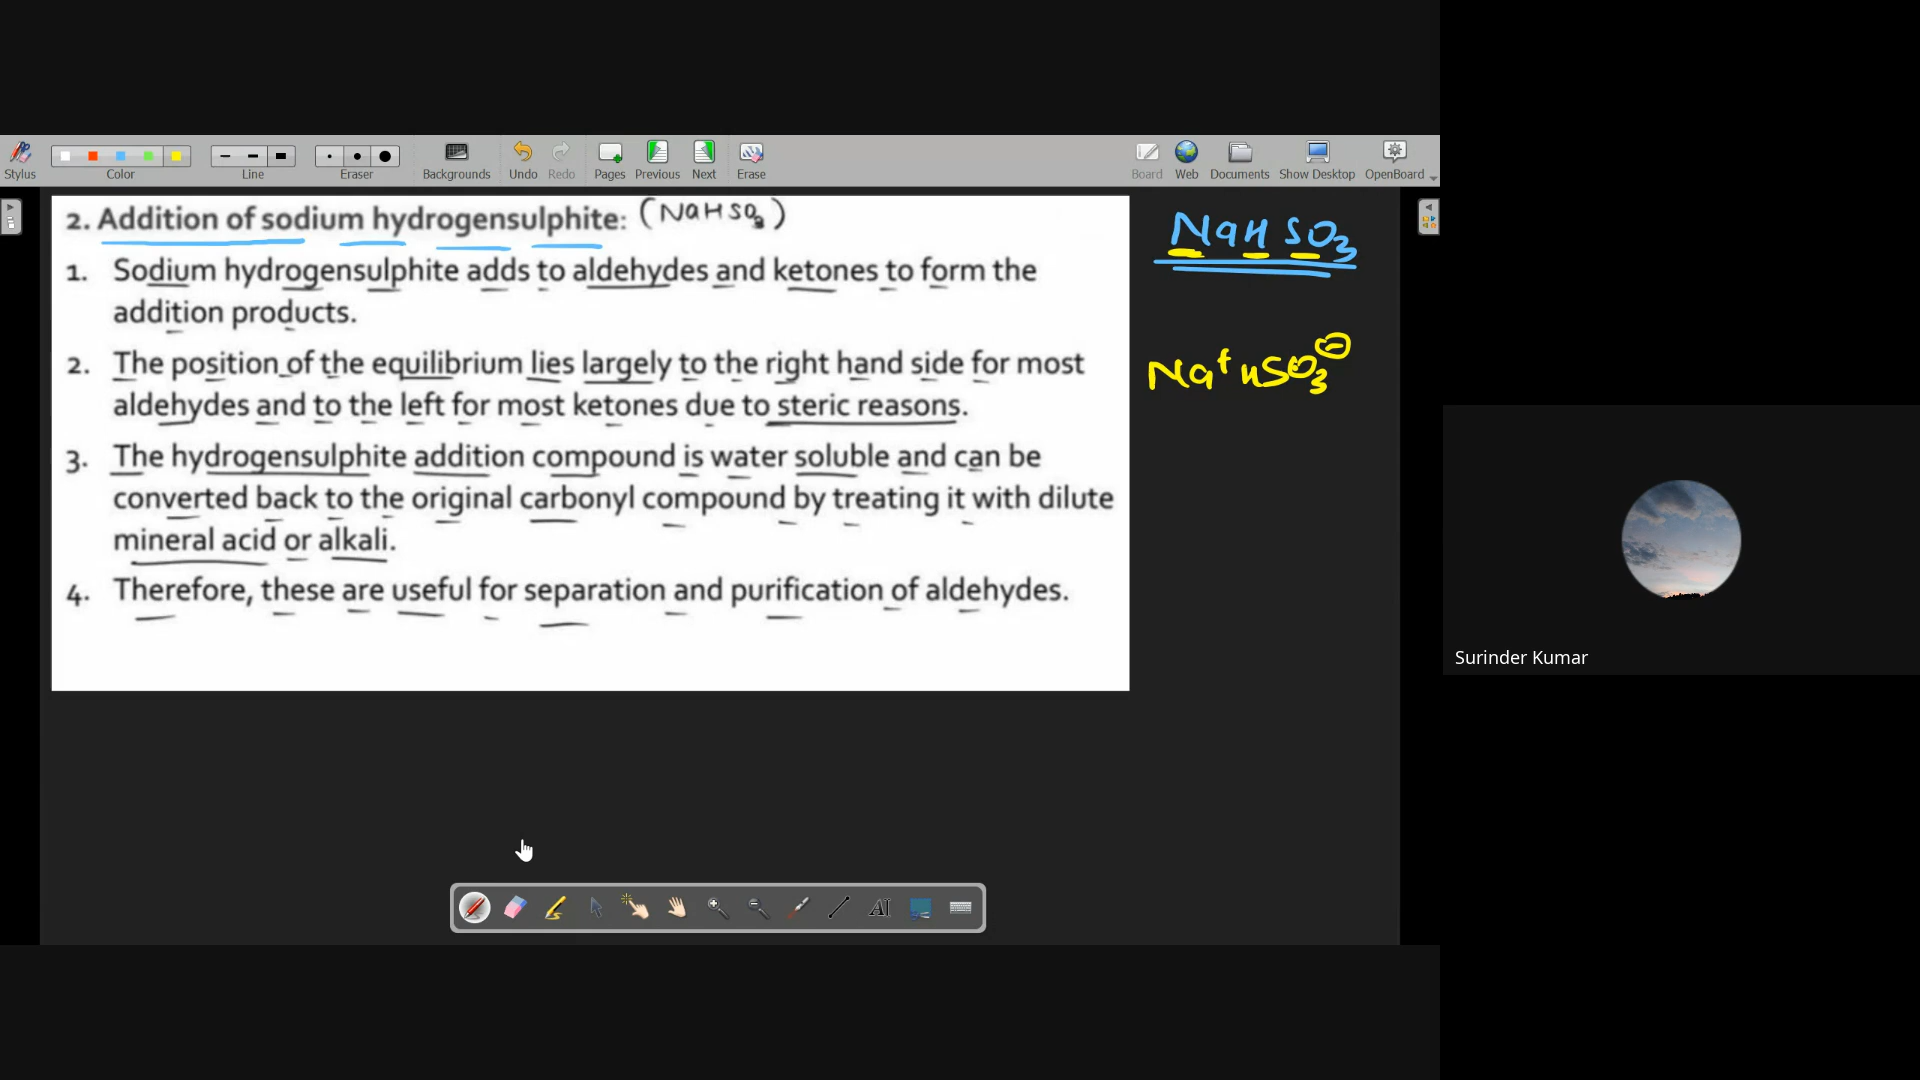 Stylus Color Line Eraser Backgrounds Undo Redo Pages Previous Next Erase Board Web Documents Show Desktop OpenBoard
2. Addition of sodium hydrogensulphite: (NaHSO3)
NaHSO3
1. Sodium hydrogensulphite adds to aldehydes and ketones to form the
addition products.
2. The position of the equilibrium lies largely to the right hand side for most
Na+ HSO3 -
aldehydes and to the left for most ketones due to steric reasons.
3. The hydrogensulphite addition compound is water soluble and can be
converted back to the original carbonyl compound by treating it with dilute
mineral acid or alkali.
4. Therefore, these are useful for separation and purification of aldehydes.
Surinder Kumar
AI